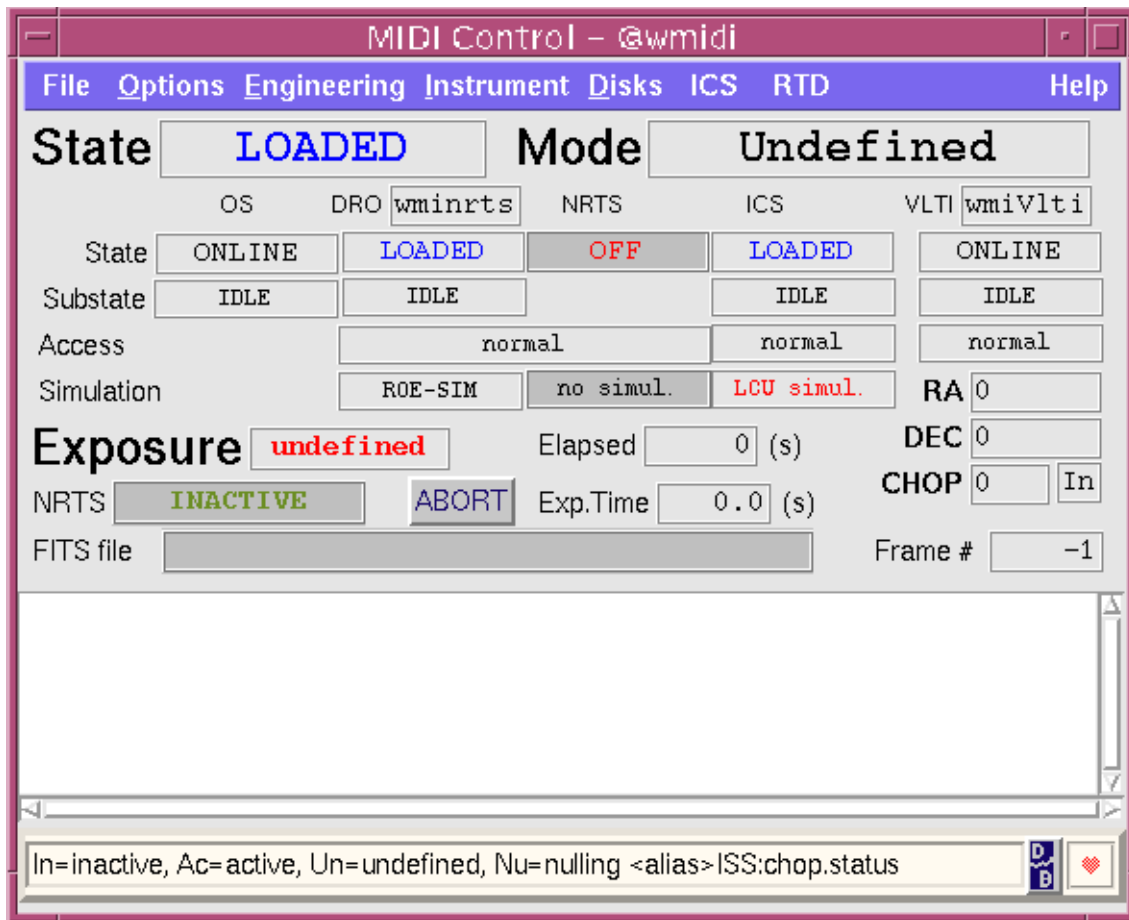 MIDI Control - @wmidi
File Options Engineering Instrument Disks ICS RTD Help
State LOADED Mode Undefined
OS DRO wminrts NRTS ICS VLTI wmiVlti
State ONLINE LOADED OFF LOADED ONLINE
Substate IDLE IDLE IDLE IDLE
Access normal normal normal
Simulation ROE-SIM no simul. LCU simul. RA 0
Exposure undefined Elapsed 0 (s) DEC 0
NRTS INACTIVE ABORT Exp.Time 0.0 (s) CHOP 0 In
FITS file Frame # -1
In=inactive, Ac=active, Un=undefined, Nu=nulling <alias>ISS:chop.status D B